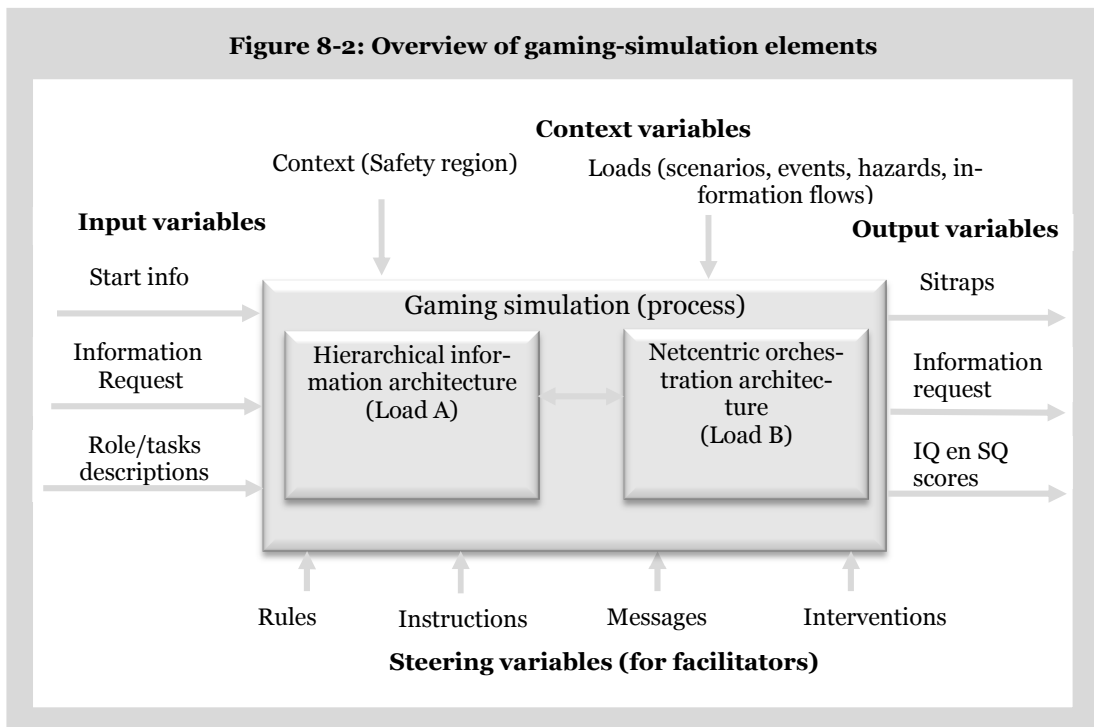 Figure 8-2: Overview of gaming-simulation elements
Context variables
Context (Safety region)
Loads (scenarios, events, hazards, in-
formation flows)
Input variables
Output variables
Start info
Information
Request
Role/tasks
descriptions
Gaming simulation (process)
Hierarchical infor-
mation architecture
(Load A)
Netcentric orches-
tration architec-
ture
(Load B)
Sitraps
Information
request
IQ en SQ
scores
Rules
Instructions
Messages
Interventions
Steering variables (for facilitators)